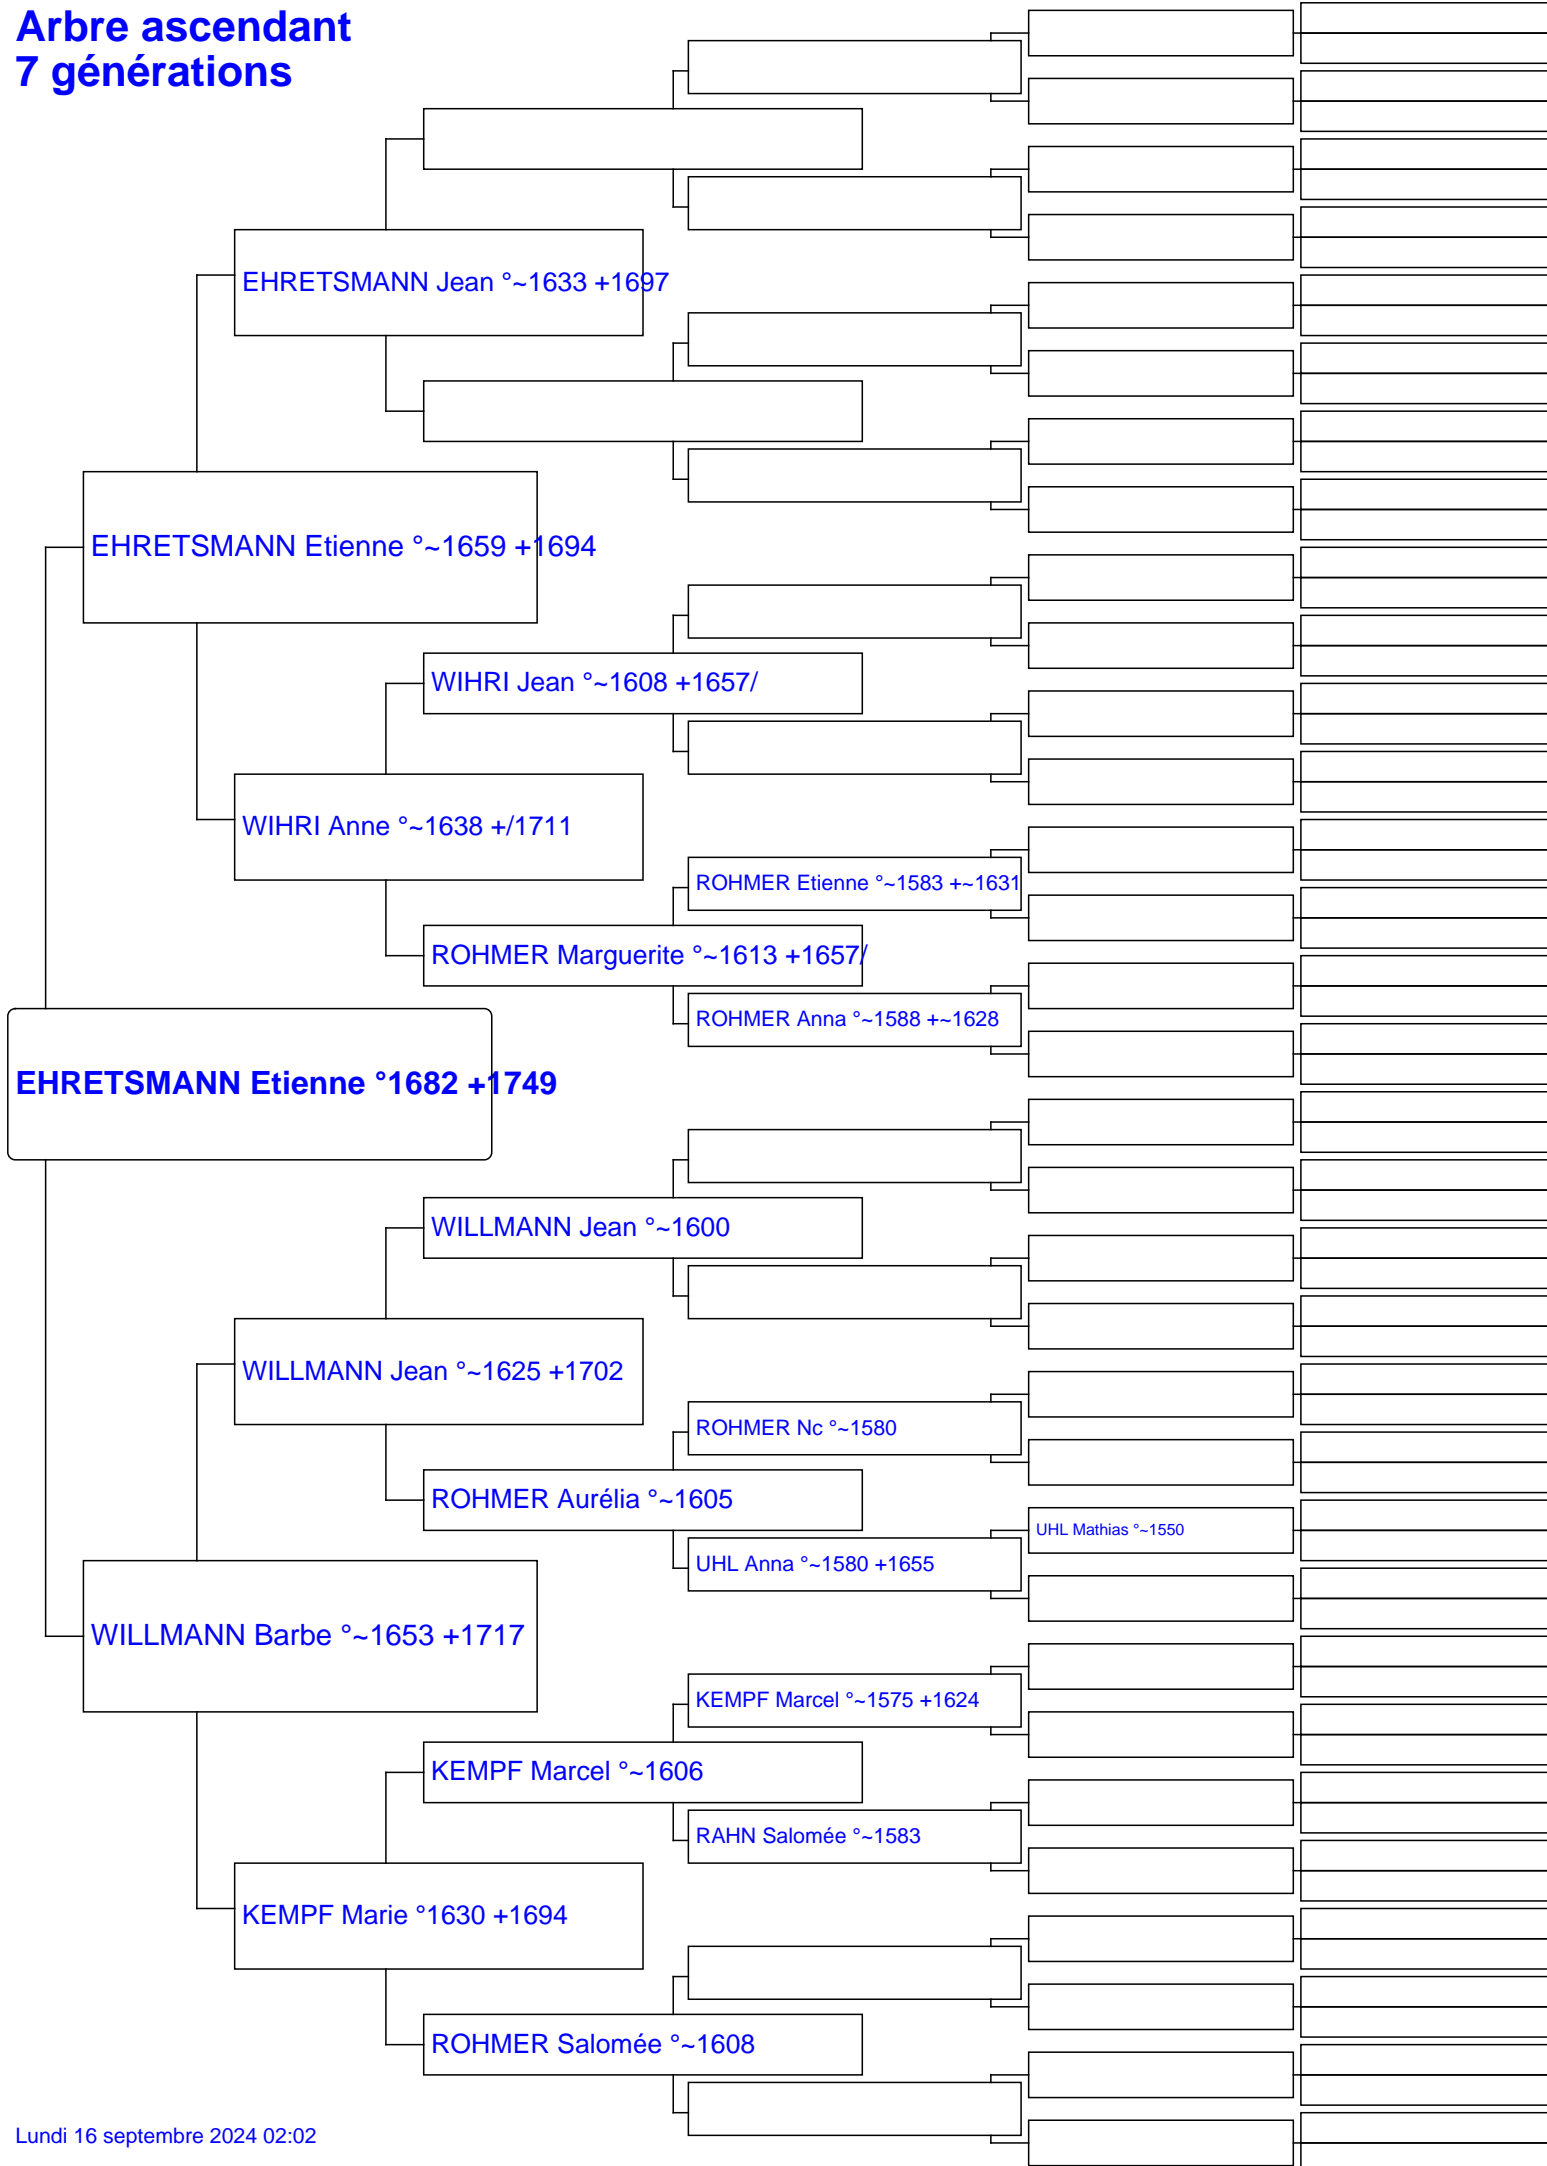 Arbre ascendant
7 générations
EHRETSMANN Jean °~1633 +1697
EHRETSMANN Etienne °~1659 +1694
WIHRI Jean °~1608 +1657/
WIHRI Anne °~1638 +/1711
ROHMER Etienne °~1583 +~1631
ROHMER Marguerite °~1613 +1657/
ROHMER Anna °~1588 +~1628
EHRETSMANN Etienne °1682 +1749
WILLMANN Jean °~1600
WILLMANN Jean °~1625 +1702
ROHMER Nc °~1580
ROHMER Aurélia °~1605
UHL Mathias °~1550
UHL Anna °~1580 +1655
WILLMANN Barbe °~1653 +1717
KEMPF Marcel °~1575 +1624
KEMPF Marcel °~1606
RAHN Salomée °~1583
KEMPF Marie °1630 +1694
ROHMER Salomée °~1608
Lundi 16 septembre 2024 02:02